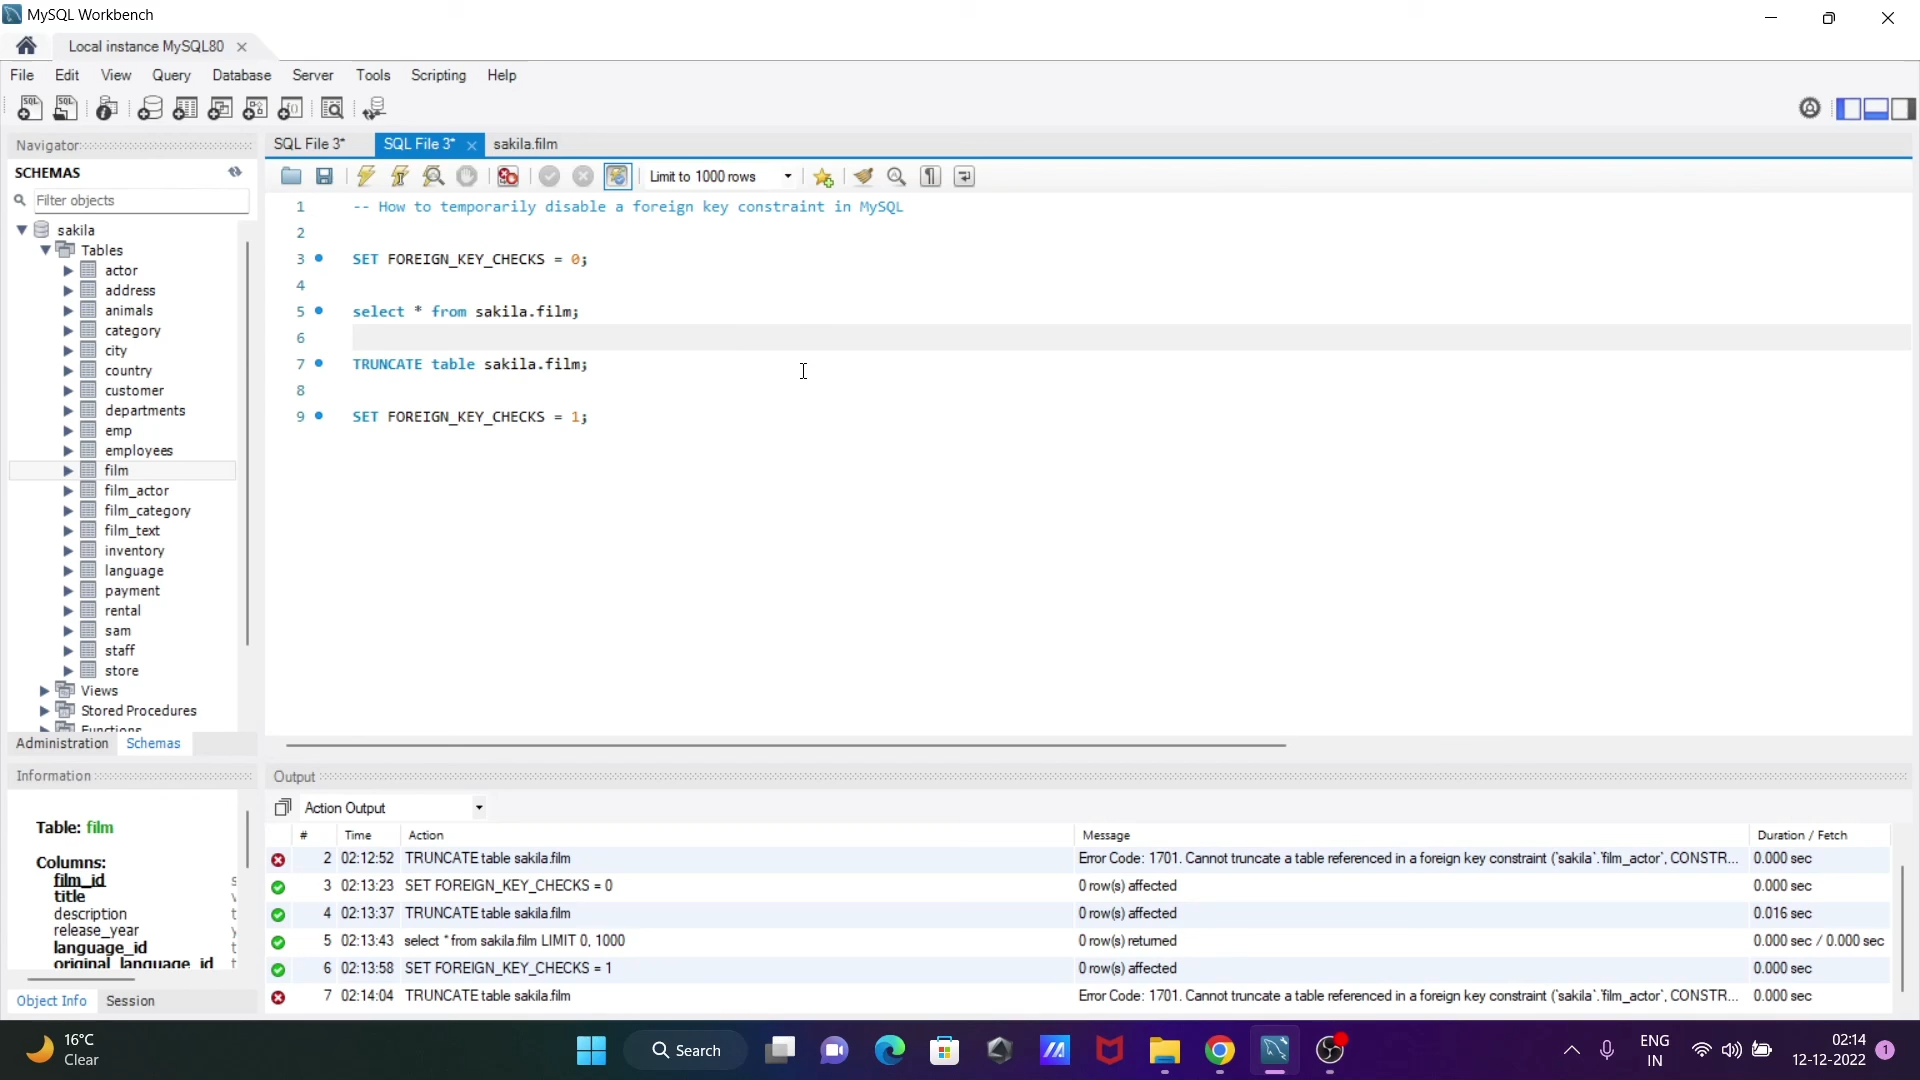 MySQL Workbench
Local instance MySQL80
File Edit View Query Database Server Tools Scripting Help
Navigator
SQL File 3* SQL File 3* sakila.film
SCHEMAS
Limit to 1000 rows
Filter objects
sakila
Tables
actor
address
animals
category
city
country
customer
departments
emp
employees
film
film_actor
film_category
film_text
inventory
language
payment
rental
sam
staff
store
Views
Stored Procedures
Functions
Administration Schemas
1 -- How to temporarily disable a foreign key constraint in MySQL
2
3 SET FOREIGN_KEY_CHECKS = 0;
4
5 select * from sakila.film;
6
7 TRUNCATE table sakila.film;
8
9 SET FOREIGN_KEY_CHECKS = 1;
Information
Table: film
Columns:
film_id s
title v
description t
release_year y
language_id t
original_language_id t
Object Info Session
Output
Action Output
# Time Action Message Duration / Fetch
2 02:12:52 TRUNCATE table sakila.film Error Code: 1701. Cannot truncate a table referenced in a foreign key constraint (`sakila`.`film_actor`, CONSTR... 0.000 sec
3 02:13:23 SET FOREIGN_KEY_CHECKS = 0 0 row(s) affected 0.000 sec
4 02:13:37 TRUNCATE table sakila.film 0 row(s) affected 0.016 sec
5 02:13:43 select * from sakila.film LIMIT 0, 1000 0 row(s) returned 0.000 sec / 0.000 sec
6 02:13:58 SET FOREIGN_KEY_CHECKS = 1 0 row(s) affected 0.000 sec
7 02:14:04 TRUNCATE table sakila.film Error Code: 1701. Cannot truncate a table referenced in a foreign key constraint (`sakila`.`film_actor`, CONSTR... 0.000 sec
16°C
Clear
Search
ENG
IN
02:14
12-12-2022
1